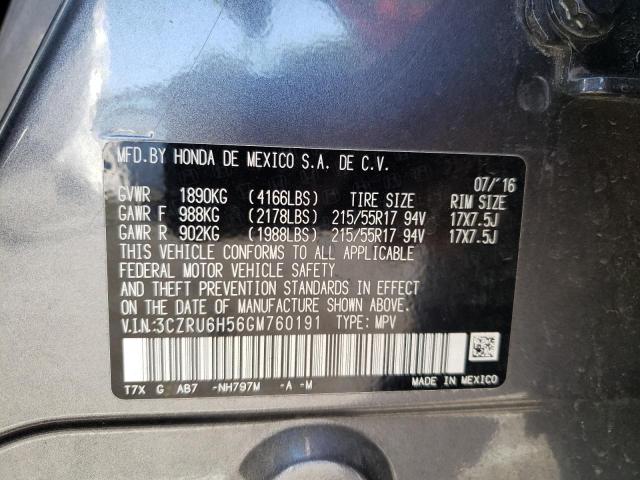 MFD.BY HONDA DE MEXICO S.A. DE C.V.
07/'16
GVWR 1890KG (4166LBS) TIRE SIZE RIM SIZE
GAWR F 988KG (2178LBS) 215/55R17 94V 17X7.5J
GAWR R 902KG (1988LBS) 215/55R17 94V 17X7.5J
THIS VEHICLE CONFORMS TO ALL APPLICABLE
FEDERAL MOTOR VEHICLE SAFETY
AND THEFT PREVENTION STANDARDS IN EFFECT
ON THE DATE OF MANUFACTURE SHOWN ABOVE.
V.I.N.:3CZRU6H56GM760191 TYPE: MPV
T7X G AB7 -NH797M -A -M
MADE IN MEXICO